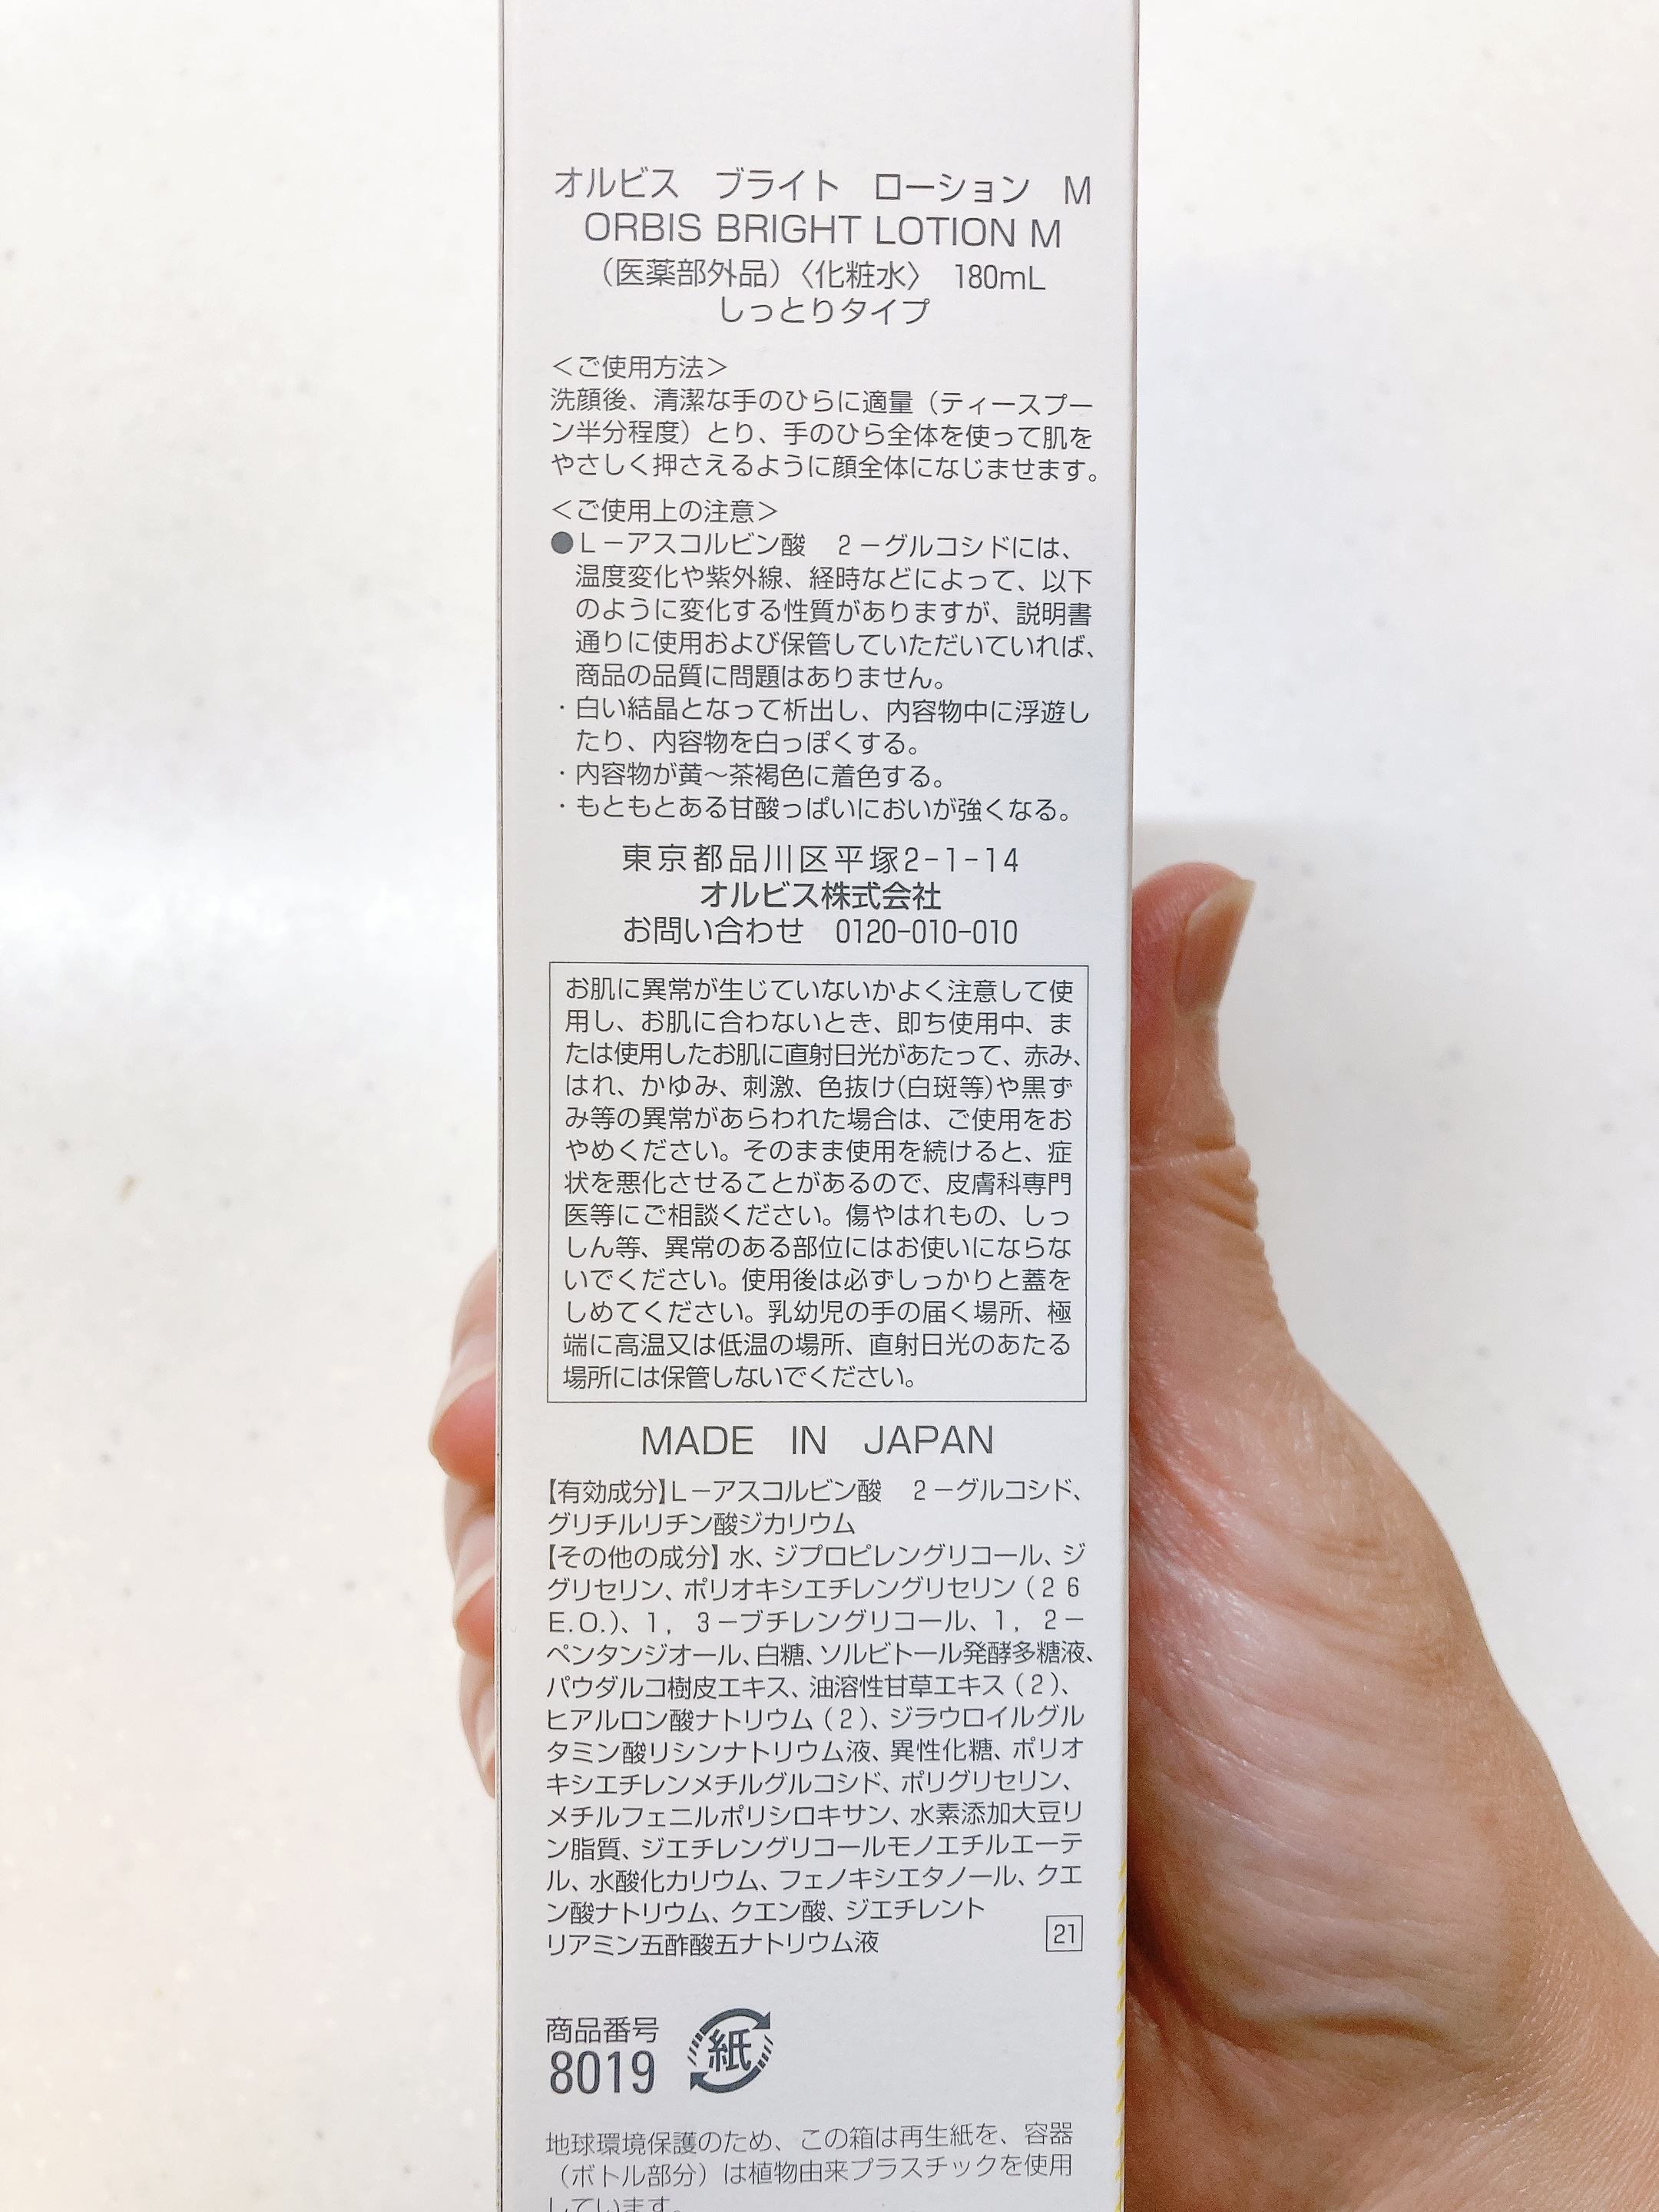 オルビス　ブライト　ローション　M
ORBIS BRIGHT LOTION M
（医薬部外品）〈化粧水〉　180mL
しっとりタイプ
＜ご使用方法＞
洗顔後、清潔な手のひらに適量（ティースプー
ン半分程度）とり、手のひら全体を使って肌を
やさしく押さえるように顔全体になじませます。
＜ご使用上の注意＞
●L－アスコルビン酸　2－グルコシドには、
温度変化や紫外線、経時などによって、以下
のように変化する性質がありますが、説明書
通りに使用および保管していただいていれば、
商品の品質に問題はありません。
・白い結晶となって析出し、内容物中に浮遊し
たり、内容物を白っぽくする。
・内容物が黄～茶褐色に着色する。
・もともとある甘酸っぱいにおいが強くなる。
東京都品川区平塚2-1-14
オルビス株式会社
お問い合わせ　0120-010-010
お肌に異常が生じていないかよく注意して使
用し、お肌に合わないとき、即ち使用中、ま
たは使用したお肌に直射日光があたって、赤み、
はれ、かゆみ、刺激、色抜け(白斑等)や黒ず
み等の異常があらわれた場合は、ご使用をお
やめください。そのまま使用を続けると、症
状を悪化させることがあるので、皮膚科専門
医等にご相談ください。傷やはれもの、しっ
しん等、異常のある部位にはお使いにならな
いでください。使用後は必ずしっかりと蓋を
しめてください。乳幼児の手の届く場所、極
端に高温又は低温の場所、直射日光のあたる
場所には保管しないでください。
MADE IN JAPAN
【有効成分】L－アスコルビン酸　2－グルコシド、
グリチルリチン酸ジカリウム
【その他の成分】水、ジプロピレングリコール、ジ
グリセリン、ポリオキシエチレングリセリン（26
E.O.）、1，3－ブチレングリコール、1，2－
ペンタンジオール、白糖、ソルビトール発酵多糖液、
パウダルコ樹皮エキス、油溶性甘草エキス（2）、
ヒアルロン酸ナトリウム（2）、ジラウロイルグル
タミン酸リシンナトリウム液、異性化糖、ポリオ
キシエチレンメチルグルコシド、ポリグリセリン、
メチルフェニルポリシロキサン、水素添加大豆リ
ン脂質、ジエチレングリコールモノエチルエーテ
ル、水酸化カリウム、フェノキシエタノール、クエ
ン酸ナトリウム、クエン酸、ジエチレント
リアミン五酢酸五ナトリウム液
21
商品番号
8019
紙
地球環境保護のため、この箱は再生紙を、容器
（ボトル部分）は植物由来プラスチックを使用
しています。